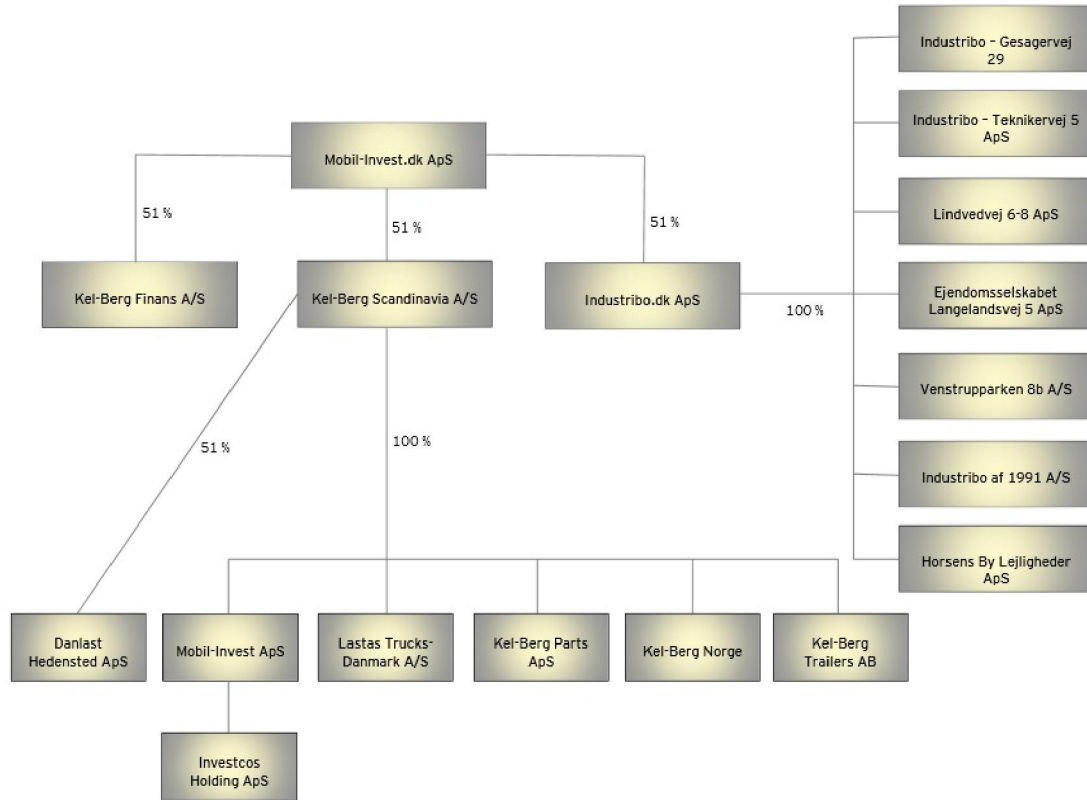 Industribo – Gesagervej
29
Industribo – Teknikervej 5
ApS
Mobil-Invest.dk ApS
51 %
51 %
51 %
Lindvedvej 6-8 ApS
Kel-Berg Finans A/S
Kel-Berg Scandinavia A/S
Industribo.dk ApS
100 %
Ejendomsselskabet
Langelandsvej 5 ApS
Venstrupparken 8b A/S
51 %
100 %
Industribo af 1991 A/S
Horsens By Lejligheder
ApS
Danlast
Hedensted ApS
Mobil-Invest ApS
Lastas Trucks-
Danmark A/S
Kel-Berg Parts
ApS
Kel-Berg Norge
Kel-Berg
Trailers AB
Investcos
Holding ApS